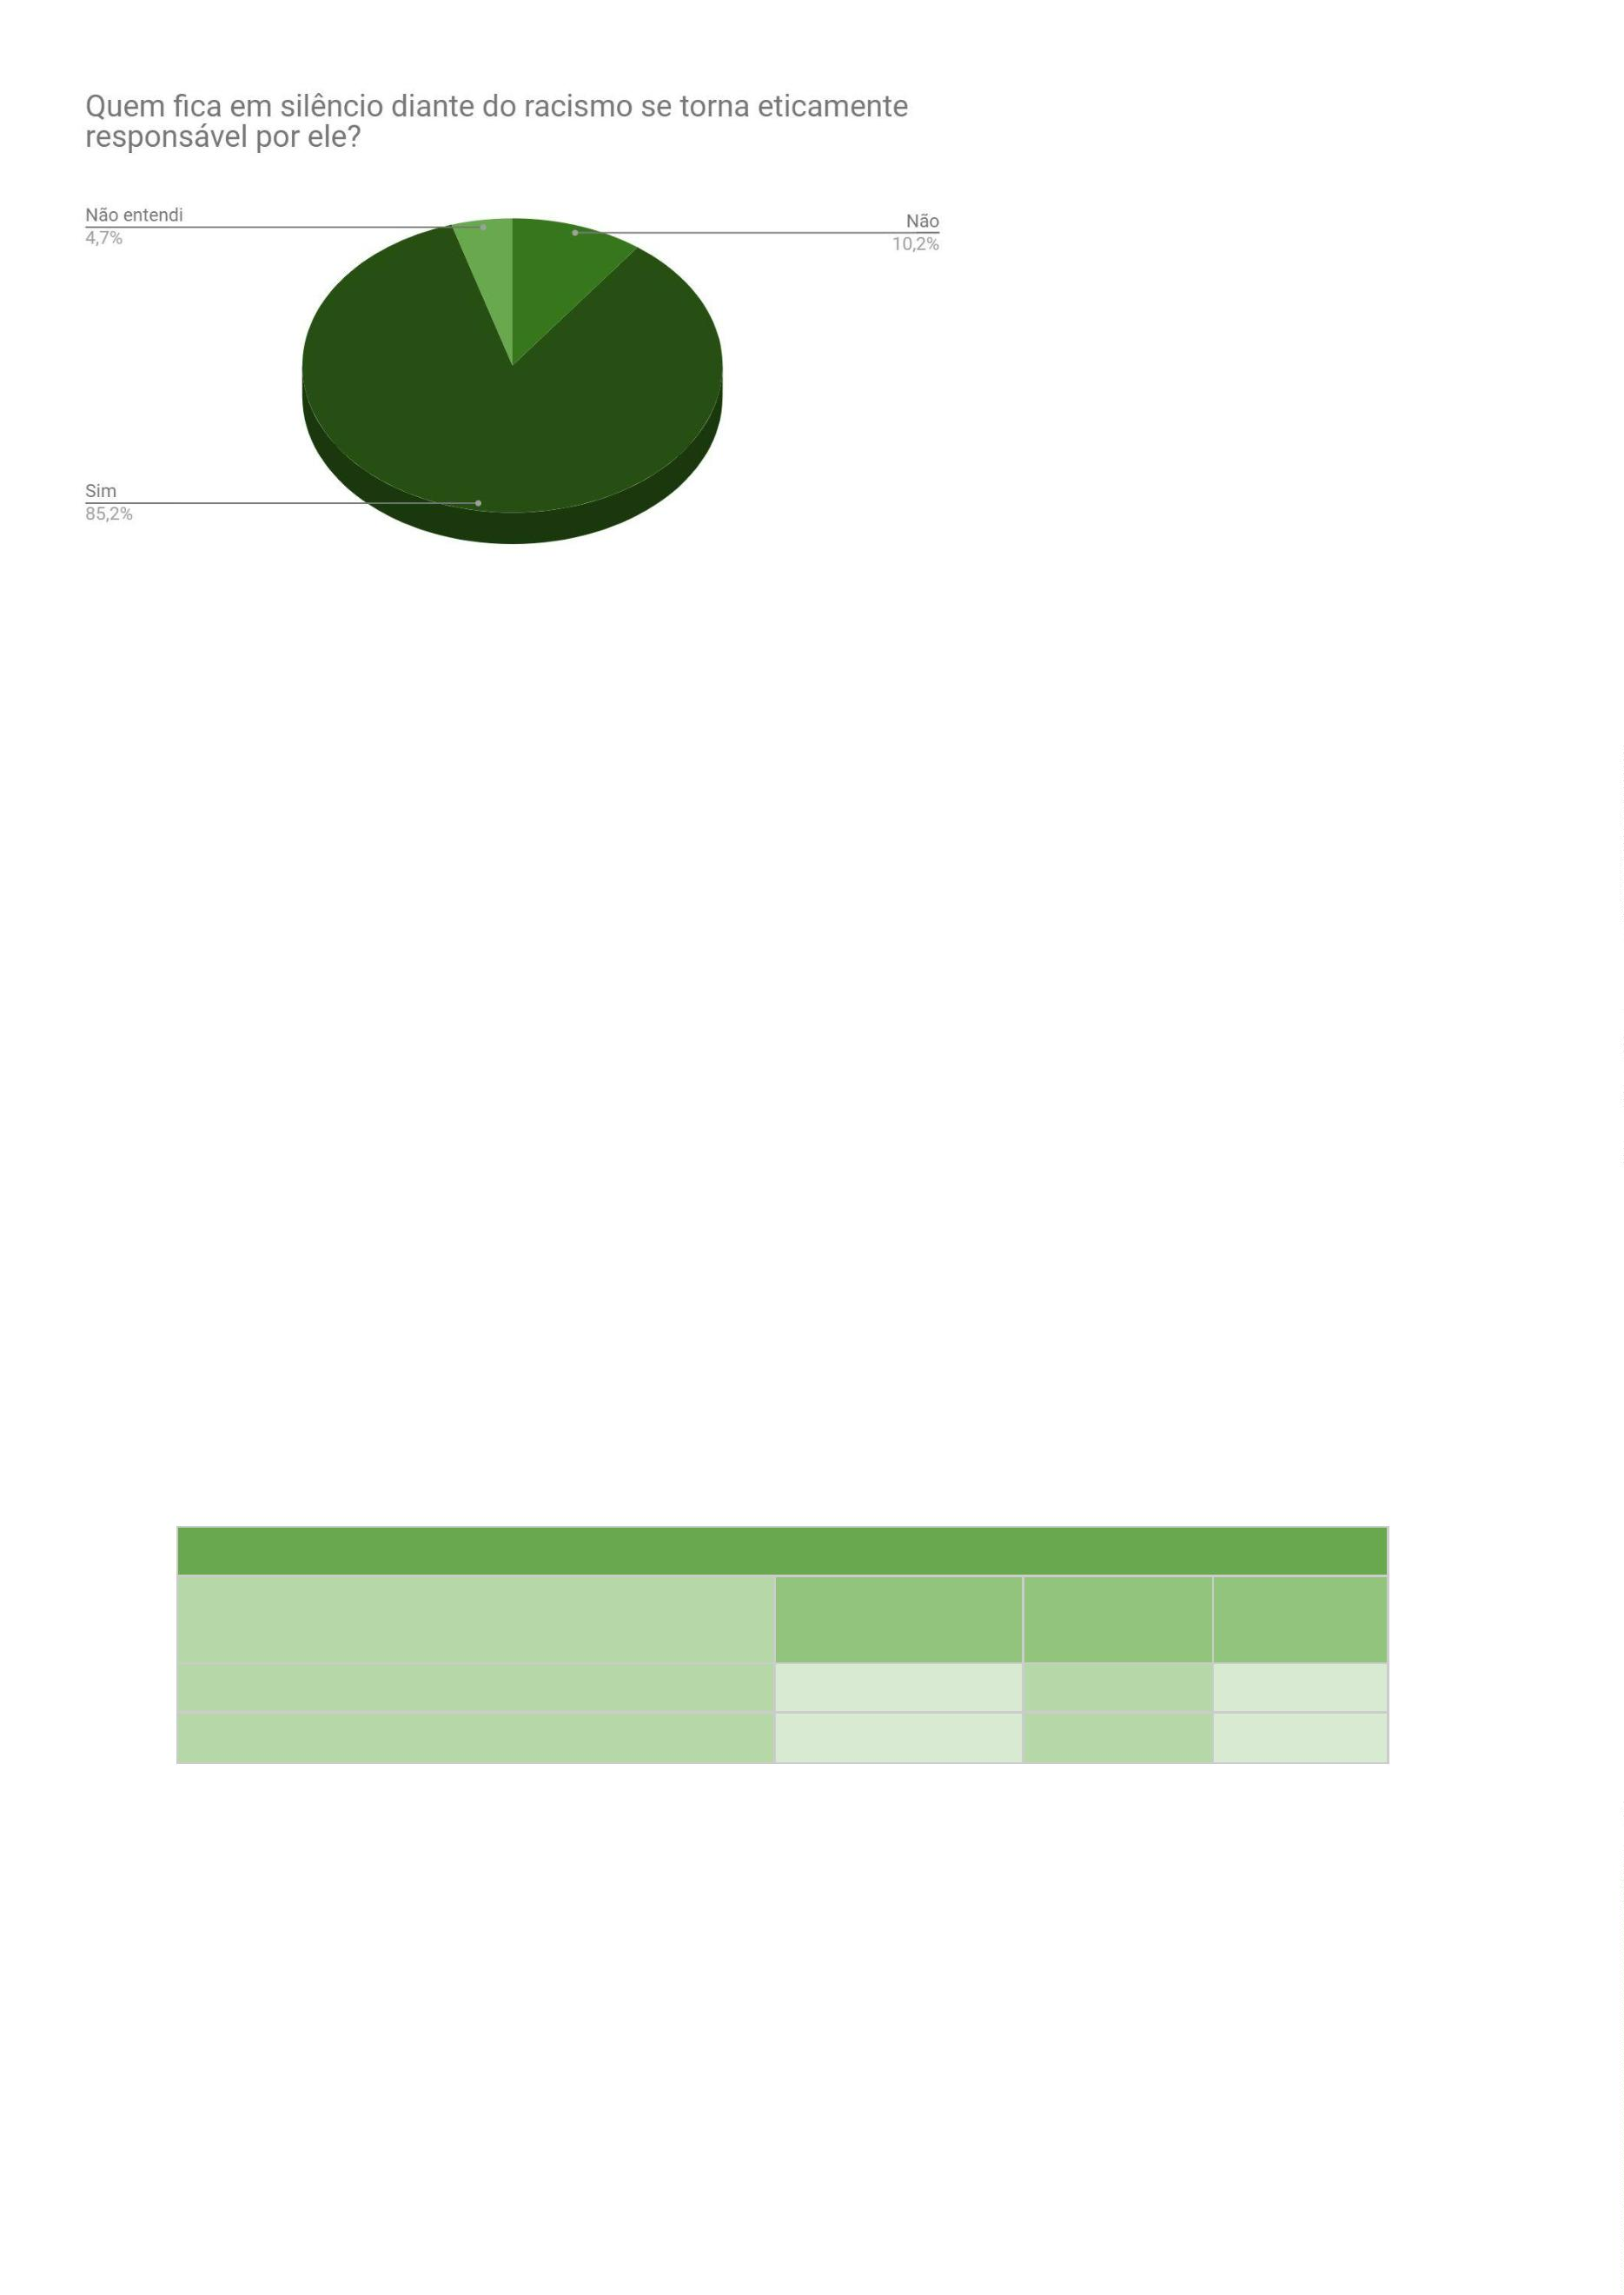 Quem fica em silêncio diante do racismo se torna eticamente
responsável por ele?
Não entendi
4,7%
Não
10,2%
Sim
85,2%